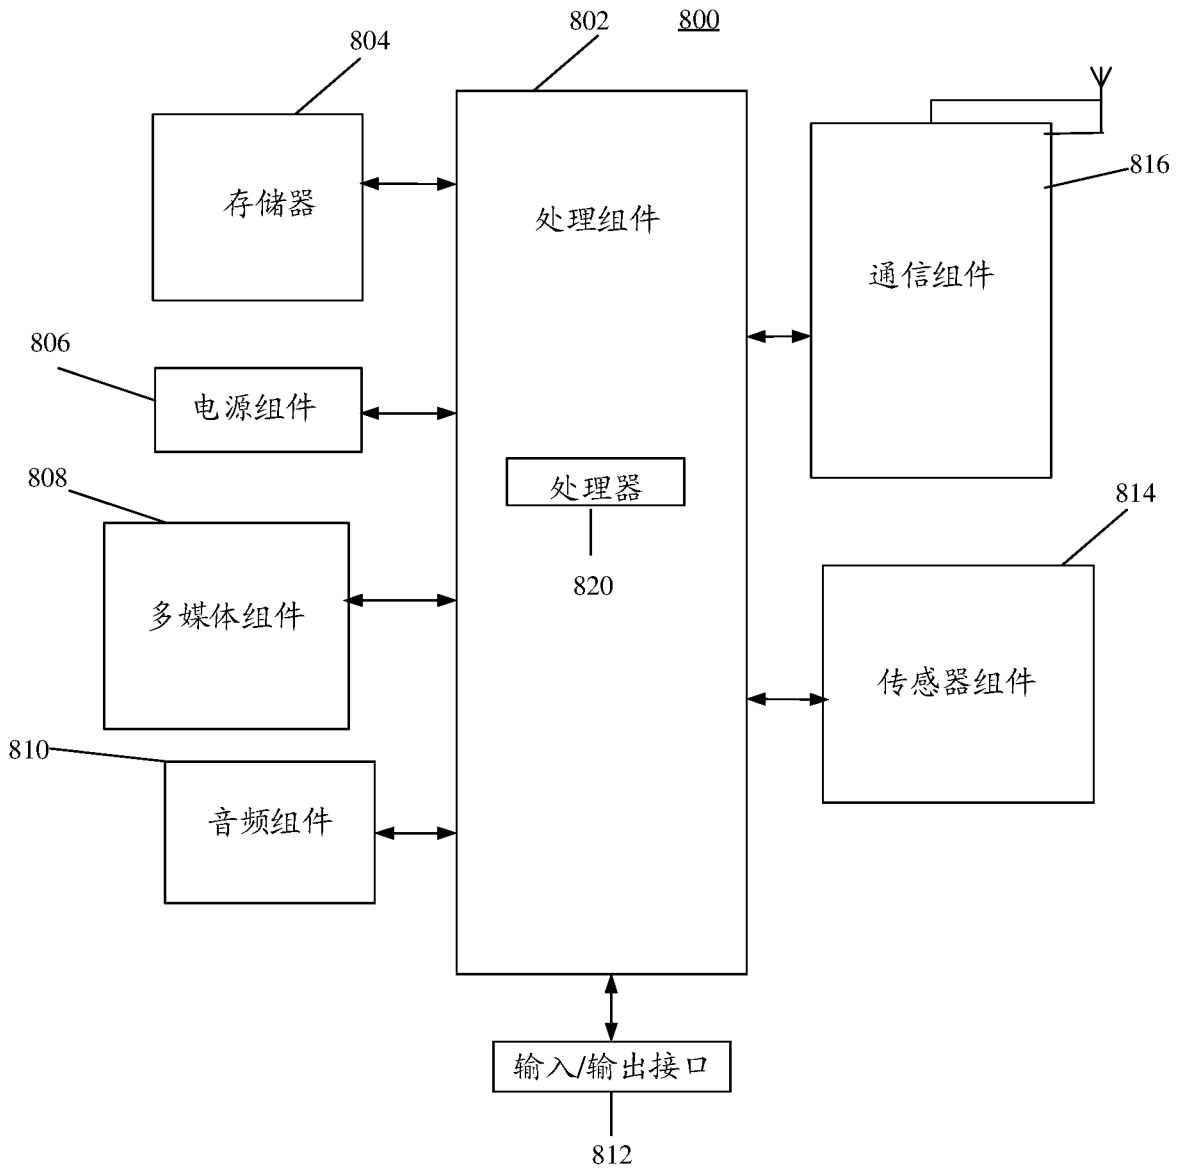 802
800
804
816
存储器
处理组件
通信组件
806
电源组件
808
处理器
814
820
多媒体组件
传感器组件
810
音频组件
输入/输出接口
812